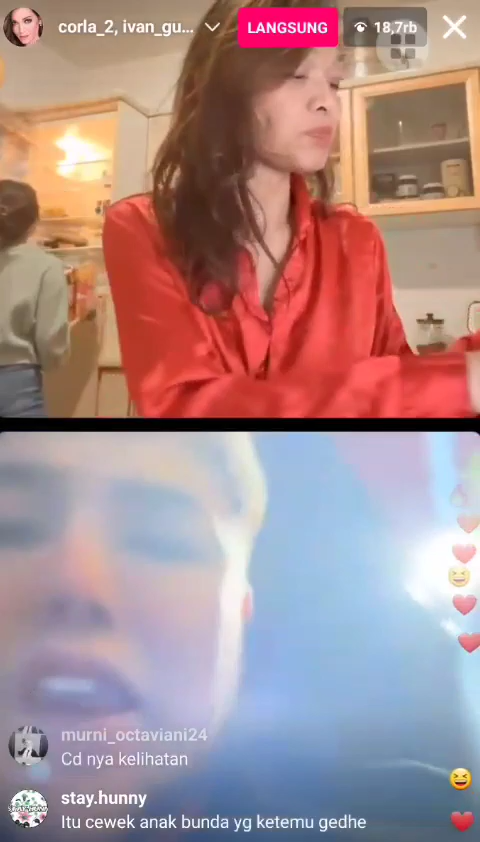 corla_2, ivan_gu...
LANGSUNG
18,7rb
murni_octaviani24
Cd nya kelihatan
stay.hunny
Itu cewek anak bunda yg ketemu gedhe